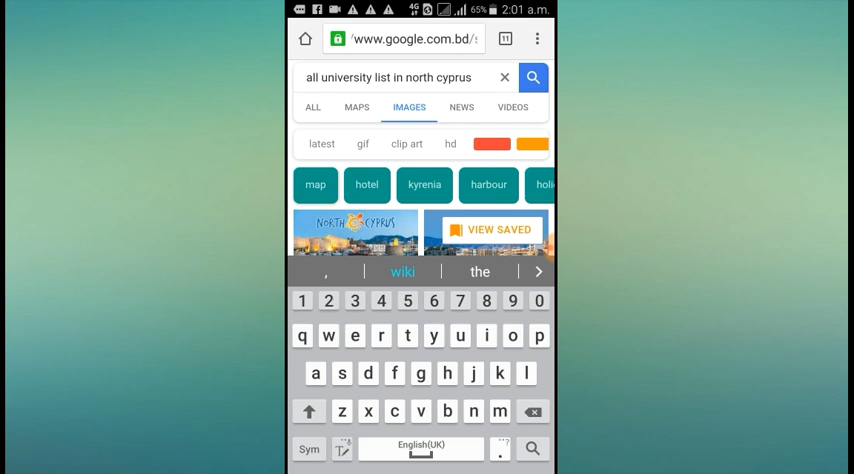 4G 65% 2:01 a.m.
www.google.com.bd/s 11
all university list in north cyprus
ALL MAPS IMAGES NEWS VIDEOS
latest gif clip art hd
map hotel kyrenia harbour holi
NORTH CYPRUS VIEW SAVED
, wiki the
1 2 3 4 5 6 7 8 9 0
q w e r t y u i o p
a s d f g h j k l
z x c v b n m
Sym T English(UK) . ?